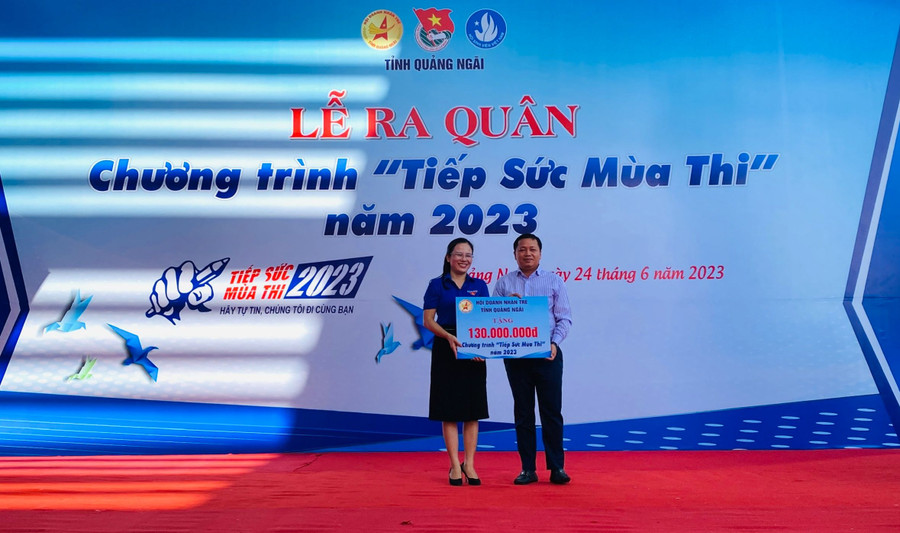 TỈNH QUẢNG NGÃI
LỄ RA QUÂN
Chương trình "Tiếp Sức Mùa Thi"
năm 2023
ngày 24 tháng 6 năm 2023
TIẾP SỨC
MÙA THI 2023
HÃY TỰ TIN, CHÚNG TÔI ĐI CÙNG BẠN
HỘI DOANH NHÂN TRẺ
TỈNH QUẢNG NGÃI
TẶNG
130.000.000đ
Chương trình "Tiếp Sức Mùa Thi"
năm 2023